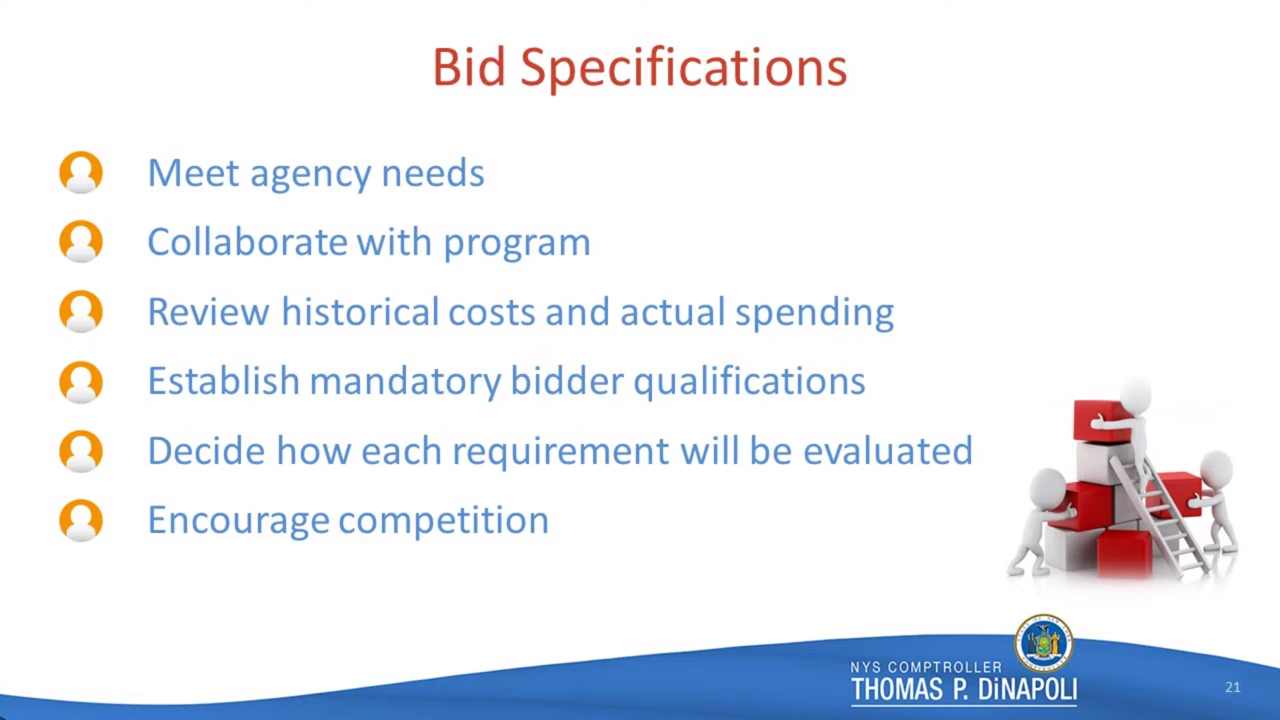 Bid Specifications
Meet agency needs
Collaborate with program
Review historical costs and actual spending
Establish mandatory bidder qualifications
Decide how each requirement will be evaluated
Encourage competition
NYS COMPTROLLER
THOMAS P. DiNAPOLI
21